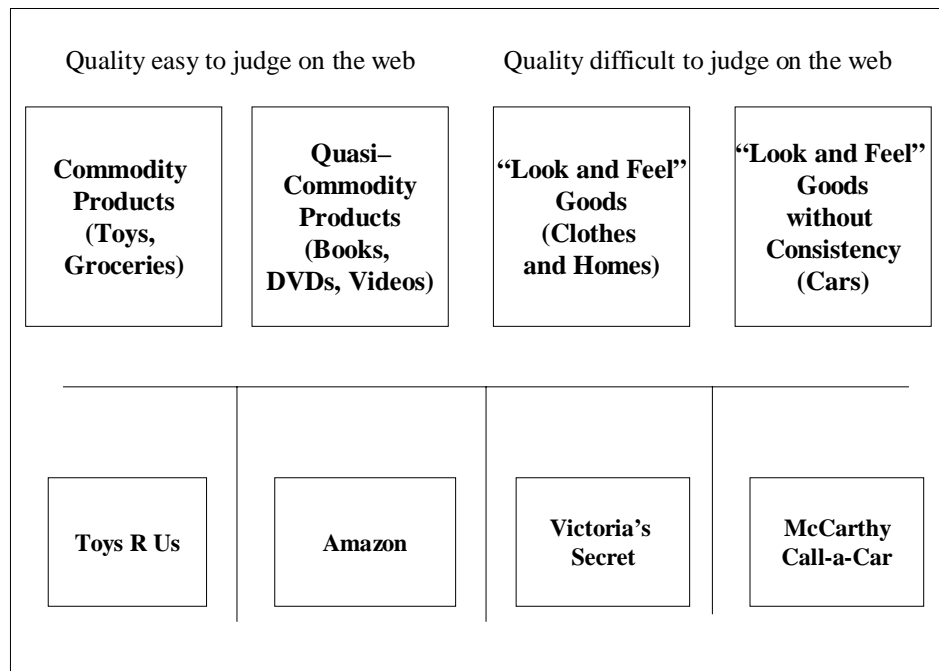 Quality easy to judge on the web
Quality difficult to judge on the web
Commodity
Products
(Toys,
Groceries)
Quasi–
Commodity
Products
(Books,
DVDs, Videos)
“Look and Feel”
Goods
(Clothes
and Homes)
“Look and Feel”
Goods
without
Consistency
(Cars)
Toys R Us
Amazon
Victoria’s
Secret
McCarthy
Call-a-Car